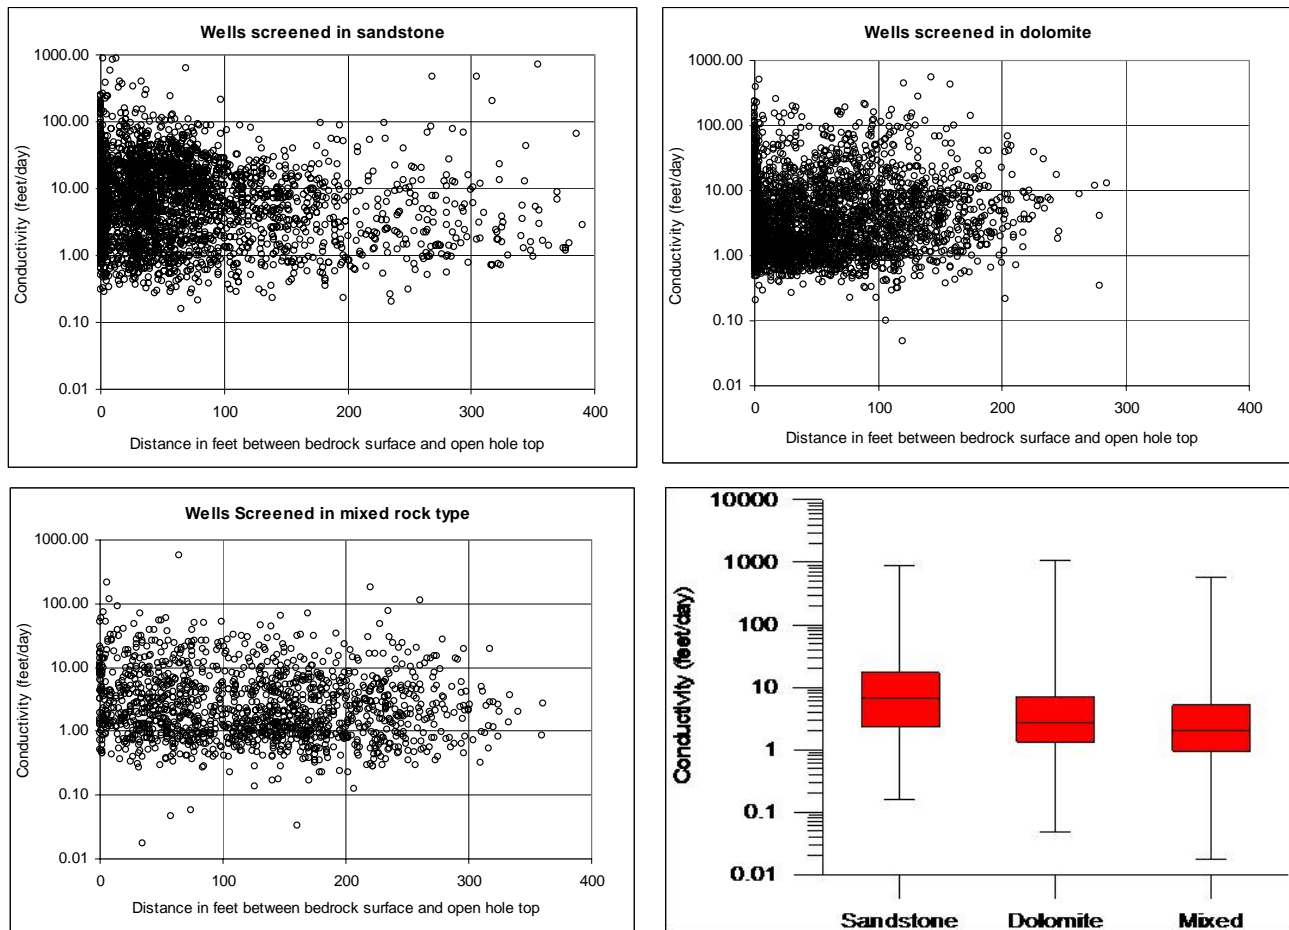 Wells screened in sandstone
1000.00
100.00
10.00
1.00
0.10
0.01
Conductivity (feet/day)
0 100 200 300 400
Distance in feet between bedrock surface and open hole top
Wells screened in dolomite
1000.00
100.00
10.00
1.00
0.10
0.01
Conductivity (feet/day)
0 100 200 300 400
Distance in feet between bedrock surface and open hole top
Wells Screened in mixed rock type
1000.00
100.00
10.00
1.00
0.10
0.01
Conductivity (feet/day)
0 100 200 300 400
Distance in feet between bedrock surface and open hole top
10000
1000
100
10
1
0.1
0.01
Conductivity (feet/day)
Sandstone Dolomite Mixed